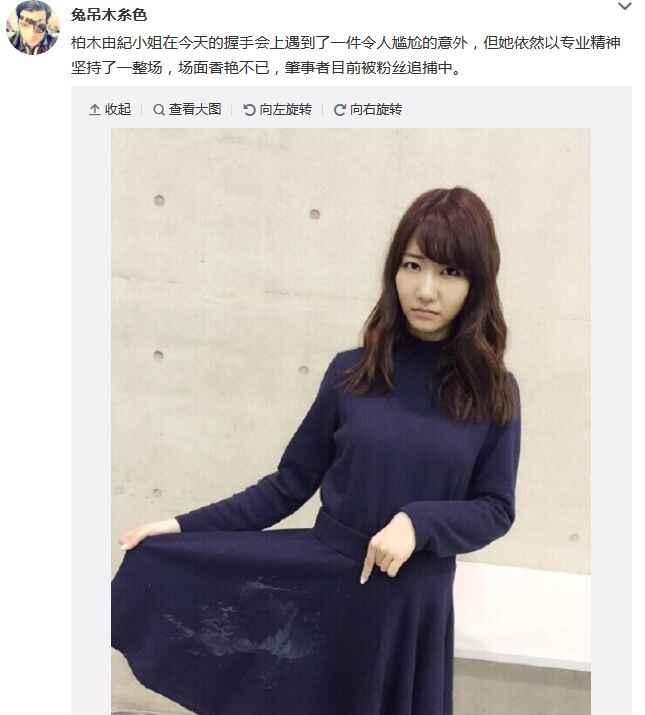 兔吊木糸色
柏木由紀小姐在今天的握手会上遇到了一件令人尴尬的意外，但她依然以专业精神
坚持了一整场，场面香艳不已，肇事者目前被粉丝追捕中。
收起 查看大图 向左旋转 向右旋转